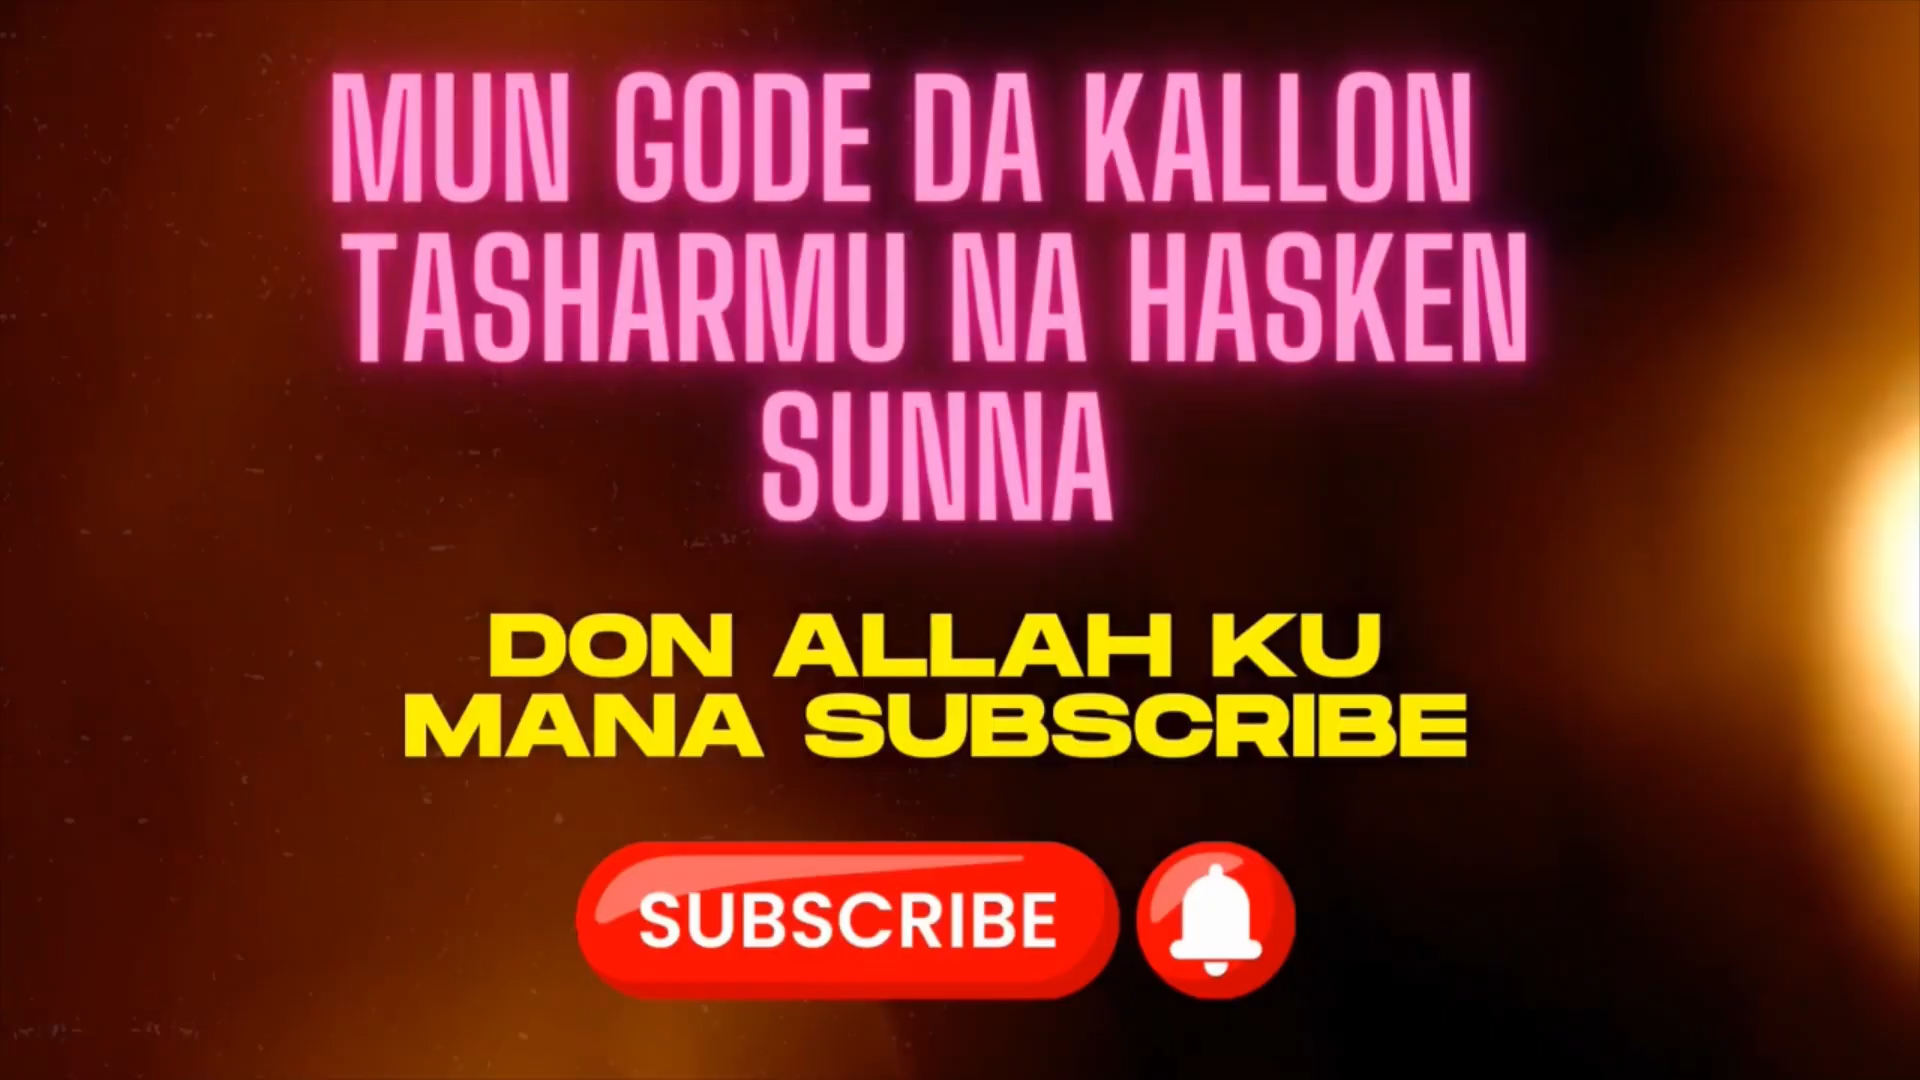 MUN GODE DA KALLON
TASHARMU NA HASKEN
SUNNA
DON ALLAH KU
MANA SUBSCRIBE
SUBSCRIBE